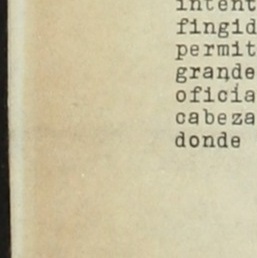 intent
fingid
permit
grande
oficia
cabeza
donde